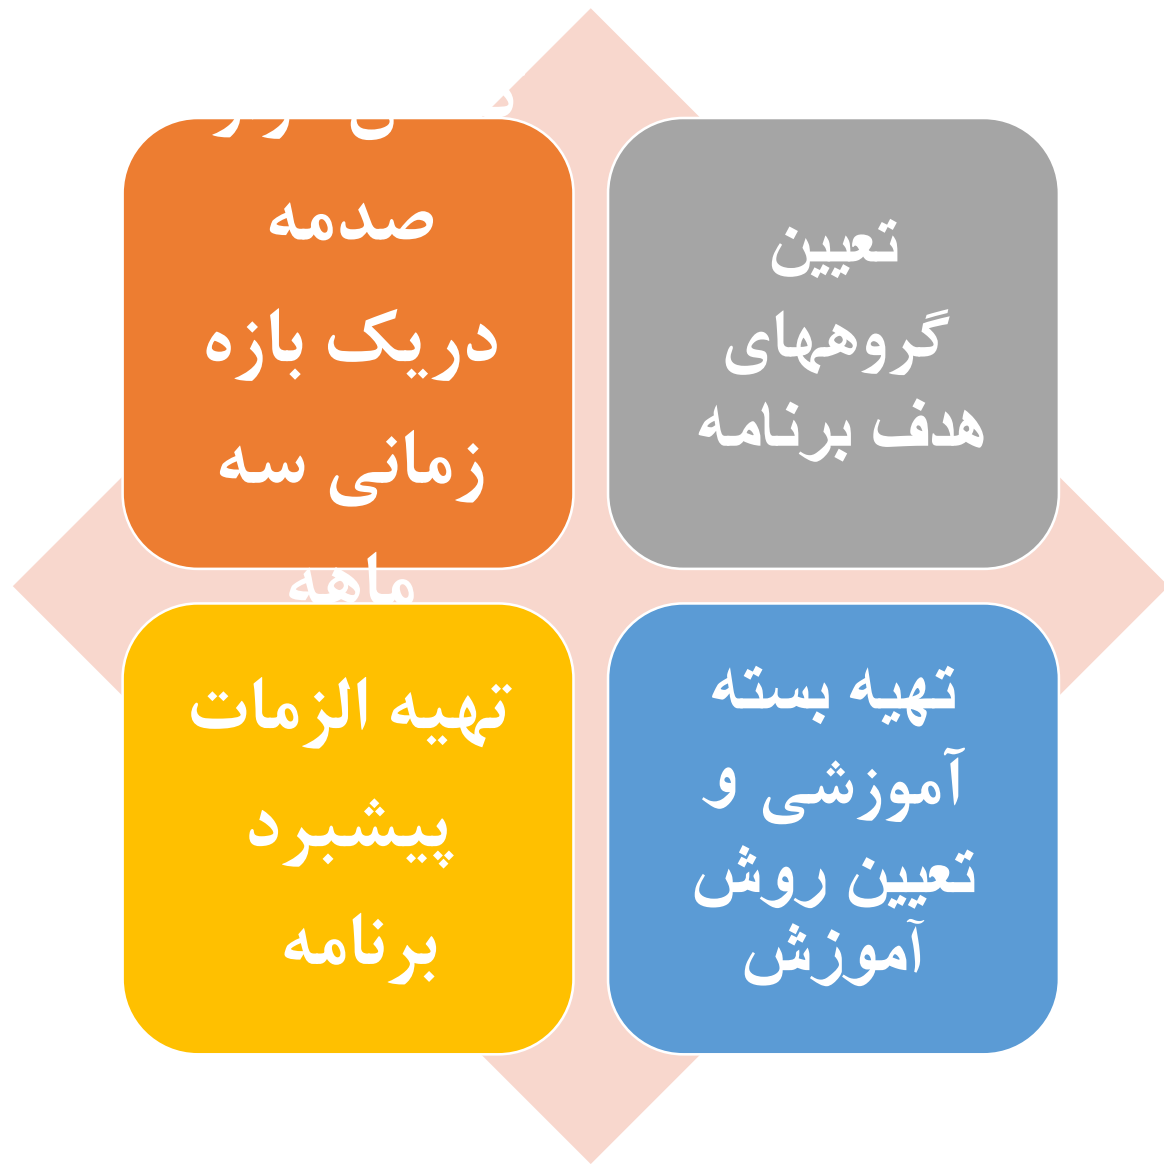 تعیین
گروههای
هدف برنامه
صدمه
دریک بازه
زمانی سه
ماهه
تهیه بسته
آموزشی و
تعیین روش
آموزش
تهیه الزمات
پیشبرد
برنامه